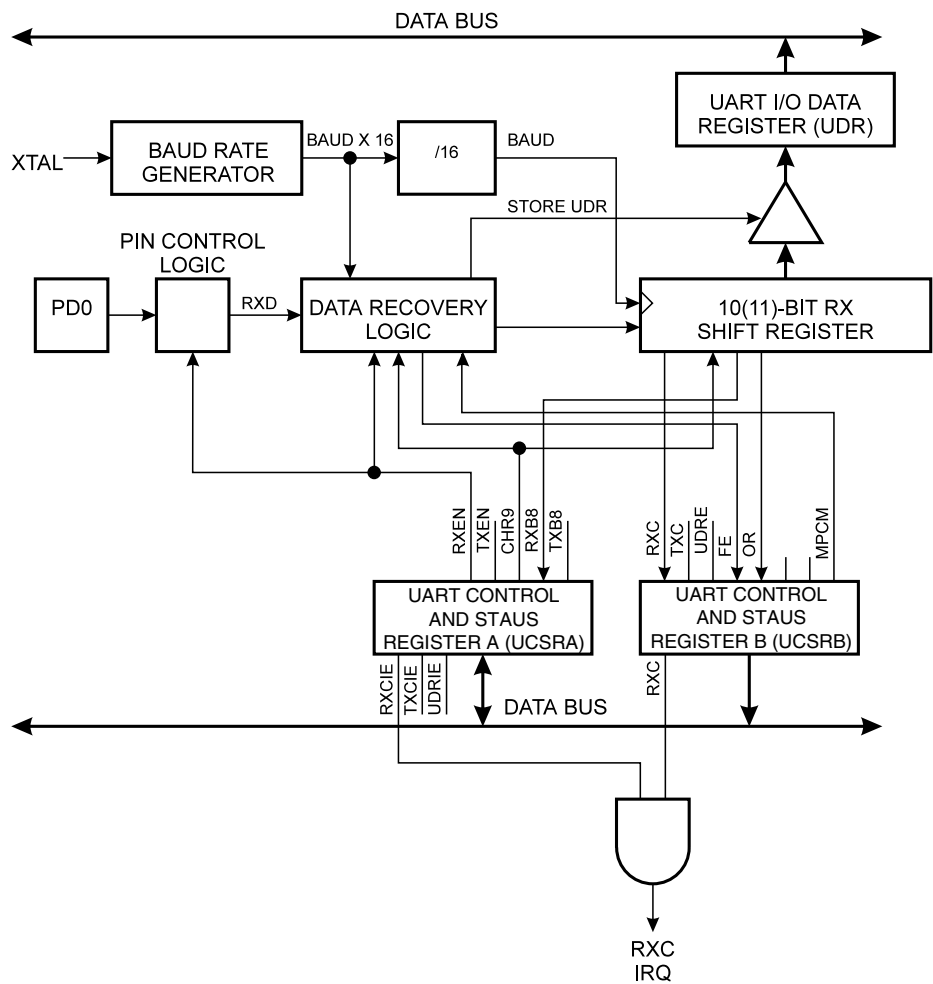 DATA BUS
UART I/O DATA
REGISTER (UDR)
XTAL
BAUD RATE
GENERATOR
BAUD X 16
/16
BAUD
STORE UDR
PIN CONTROL
LOGIC
PD0
RXD
DATA RECOVERY
LOGIC
10(11)-BIT RX
SHIFT REGISTER
RXEN
TXEN
CHR9
RXB8
TXB8
RXC
TXC
UDRE
FE
OR
MPCM
UART CONTROL
AND STAUS
REGISTER A (UCSRA)
UART CONTROL
AND STAUS
REGISTER B (UCSRB)
RXCIE
TXCIE
UDRIE
RXC
DATA BUS
RXC
IRQ